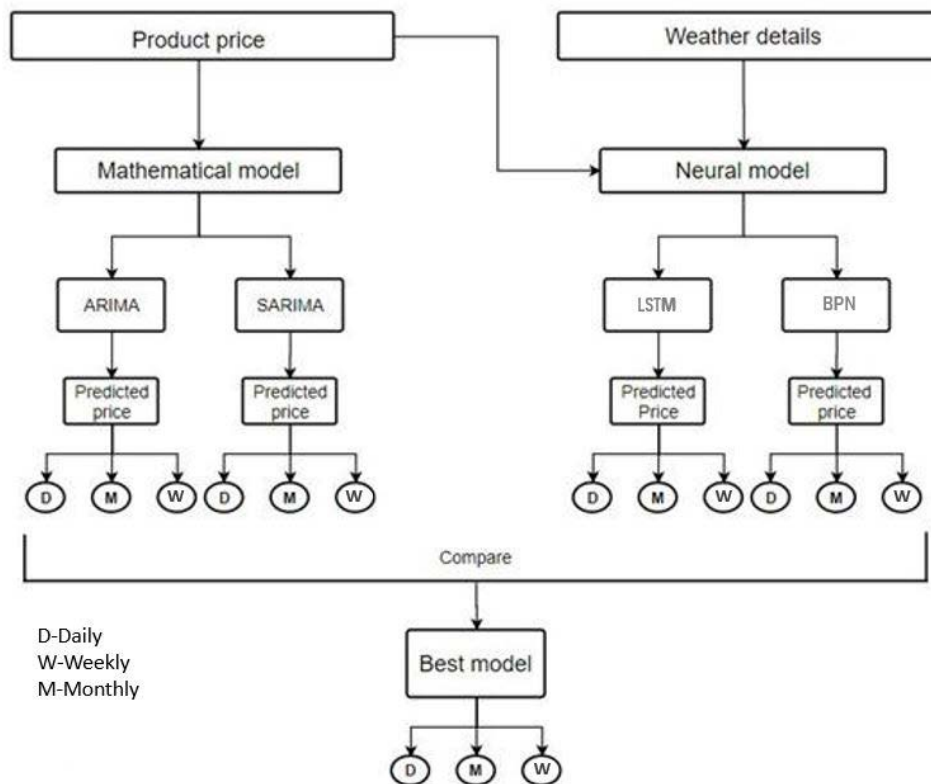 Product price
Weather details
Mathematical model
Neural model
ARIMA
SARIMA
LSTM
BPN
Predicted
price
Predicted
price
Predicted
Price
Predicted
price
D
M
W
D
M
W
D
M
W
D
M
W
Compare
D-Daily
W-Weekly
M-Monthly
Best model
D
M
W